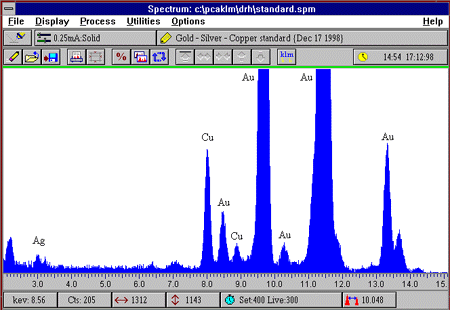 Spectrum: c:\pcaklm\drh\standard.spm
File Display Process Utilities Options Help
0.25mA:Solid Gold - Silver - Copper standard (Dec 17 1998)
% klm 14:54 17:12:98
Au Au
Cu Au
Au
Cu Au
Ag
3.0 4.0 5.0 6.0 7.0 8.0 9.0 10.0 11.0 12.0 13.0 14.0 15.
kev: 8.56 Cts: 205 1312 1143 Set:400 Live:300 10.048